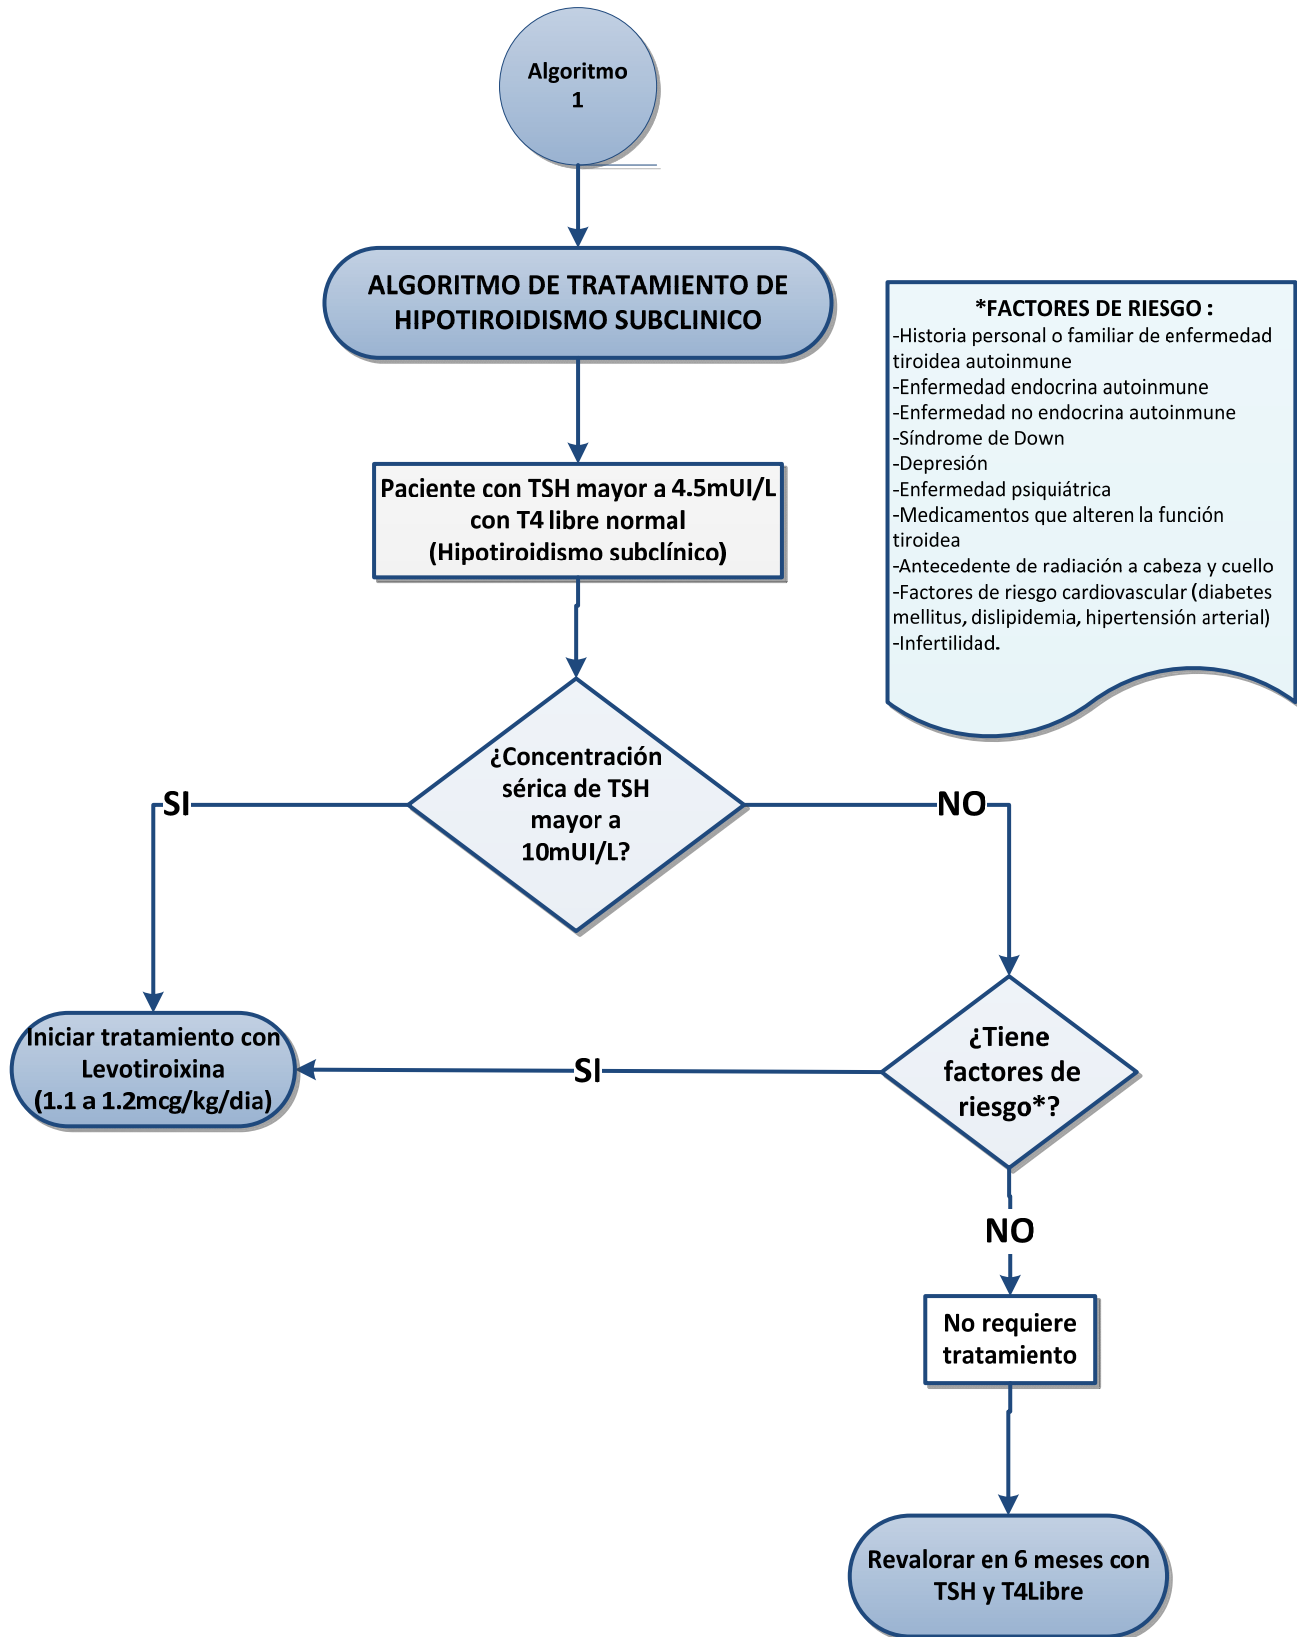 Algoritmo
1
ALGORITMO DE TRATAMIENTO DE
HIPOTIROIDISMO SUBCLINICO
*FACTORES DE RIESGO :
-Historia personal o familiar de enfermedad
tiroidea autoinmune
-Enfermedad endocrina autoinmune
-Enfermedad no endocrina autoinmune
-Síndrome de Down
-Depresión
-Enfermedad psiquiátrica
-Medicamentos que alteren la función
tiroidea
-Antecedente de radiación a cabeza y cuello
-Factores de riesgo cardiovascular (diabetes
mellitus, dislipidemia, hipertensión arterial)
-Infertilidad.
Paciente con TSH mayor a 4.5mUI/L
con T4 libre normal
(Hipotiroidismo subclínico)
¿Concentración
sérica de TSH
mayor a
10mUI/L?
SI
NO
Iniciar tratamiento con
Levotiroixina
(1.1 a 1.2mcg/kg/dia)
SI
¿Tiene
factores de
riesgo*?
NO
No requiere
tratamiento
Revalorar en 6 meses con
TSH y T4Libre